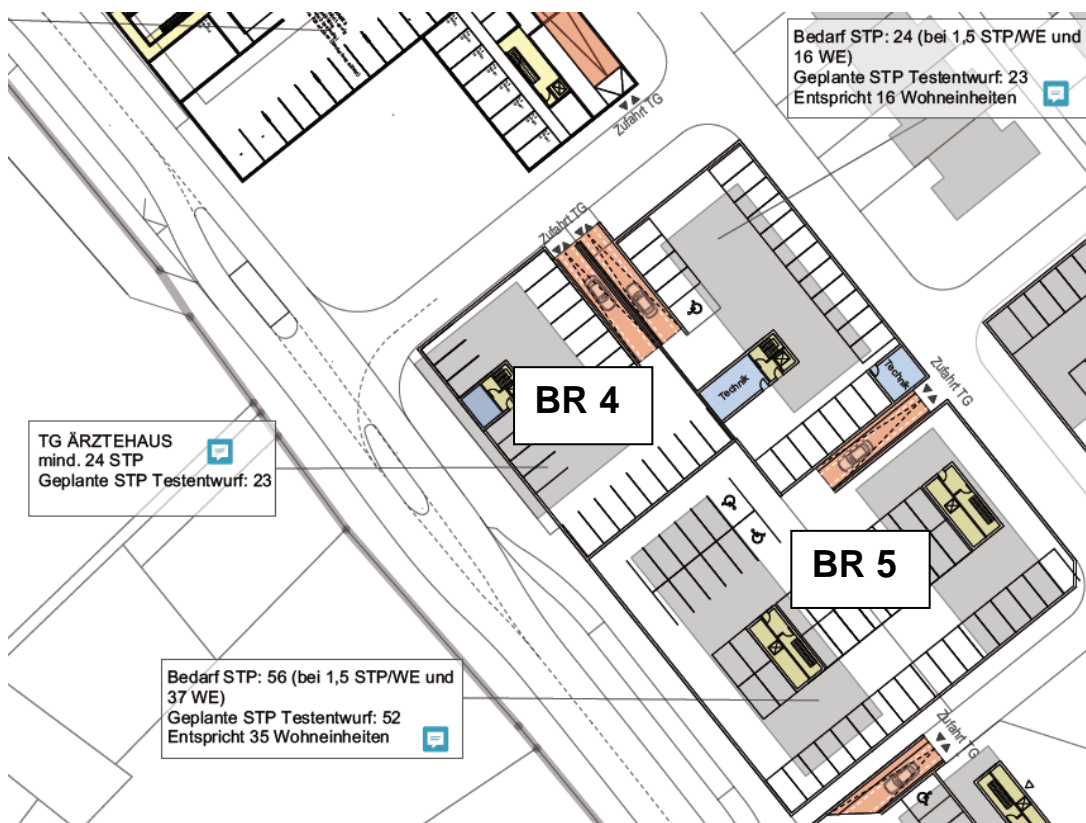 Bedarf STP: 24 (bei 1,5 STP/WE und
16 WE)
Geplante STP Testentwurf: 23
Entspricht 16 Wohneinheiten
Zufahrt TG
Zufahrt TG
Zufahrt TG
Technik
Technik
BR 4
TG ÄRZTEHAUS
mind. 24 STP
Geplante STP Testentwurf: 23
BR 5
Bedarf STP: 56 (bei 1,5 STP/WE und
37 WE)
Geplante STP Testentwurf: 52
Entspricht 35 Wohneinheiten
Zufahrt TG